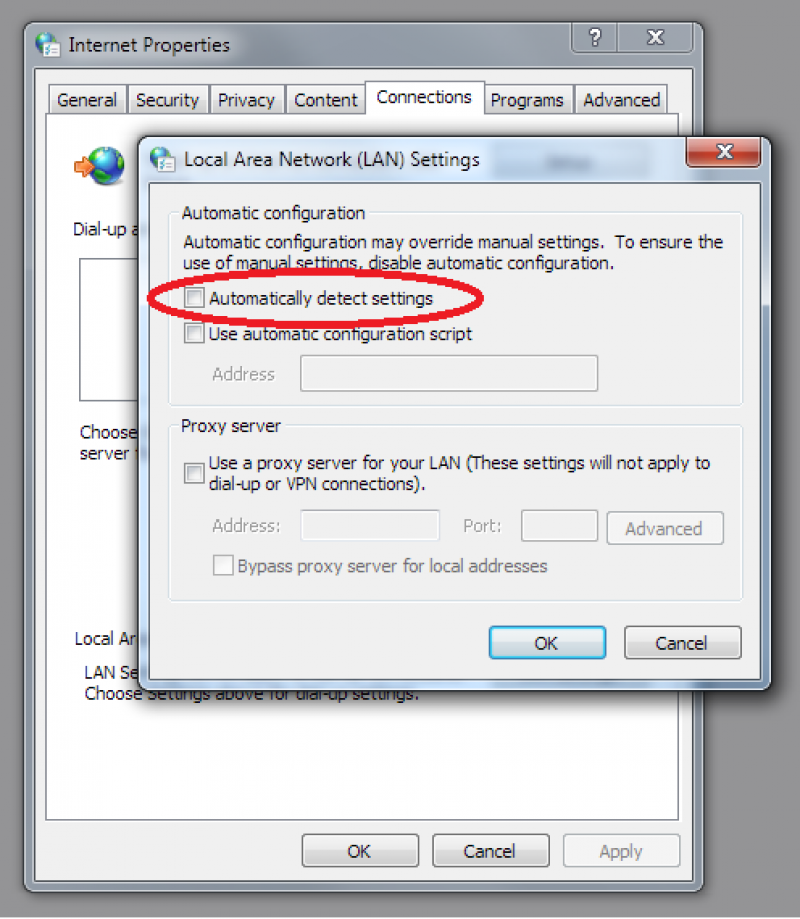 Internet Properties
?
General Security Privacy Content Connections Programs Advanced
Local Area Network (LAN) Settings
Dial-up a
Automatic configuration
Automatic configuration may override manual settings. To ensure the
use of manual settings, disable automatic configuration.
Automatically detect settings
Use automatic configuration script
Address
Choose
server
Proxy server
Use a proxy server for your LAN (These settings will not apply to
dial-up or VPN connections).
Address: Port: Advanced
Bypass proxy server for local addresses
OK Cancel
Local Ar
LAN Se
Choose Settings above for dial-up settings.
OK Cancel Apply